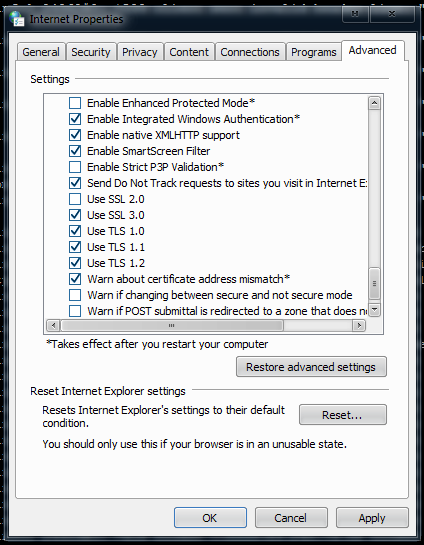 Internet Properties
General Security Privacy Content Connections Programs Advanced
Settings
Enable Enhanced Protected Mode*
Enable Integrated Windows Authentication*
Enable native XMLHTTP support
Enable SmartScreen Filter
Enable Strict P3P Validation*
Send Do Not Track requests to sites you visit in Internet E
Use SSL 2.0
Use SSL 3.0
Use TLS 1.0
Use TLS 1.1
Use TLS 1.2
Warn about certificate address mismatch*
Warn if changing between secure and not secure mode
Warn if POST submittal is redirected to a zone that does n
*Takes effect after you restart your computer
Restore advanced settings
Reset Internet Explorer settings
Resets Internet Explorer's settings to their default
condition.
Reset...
You should only use this if your browser is in an unusable state.
OK Cancel Apply